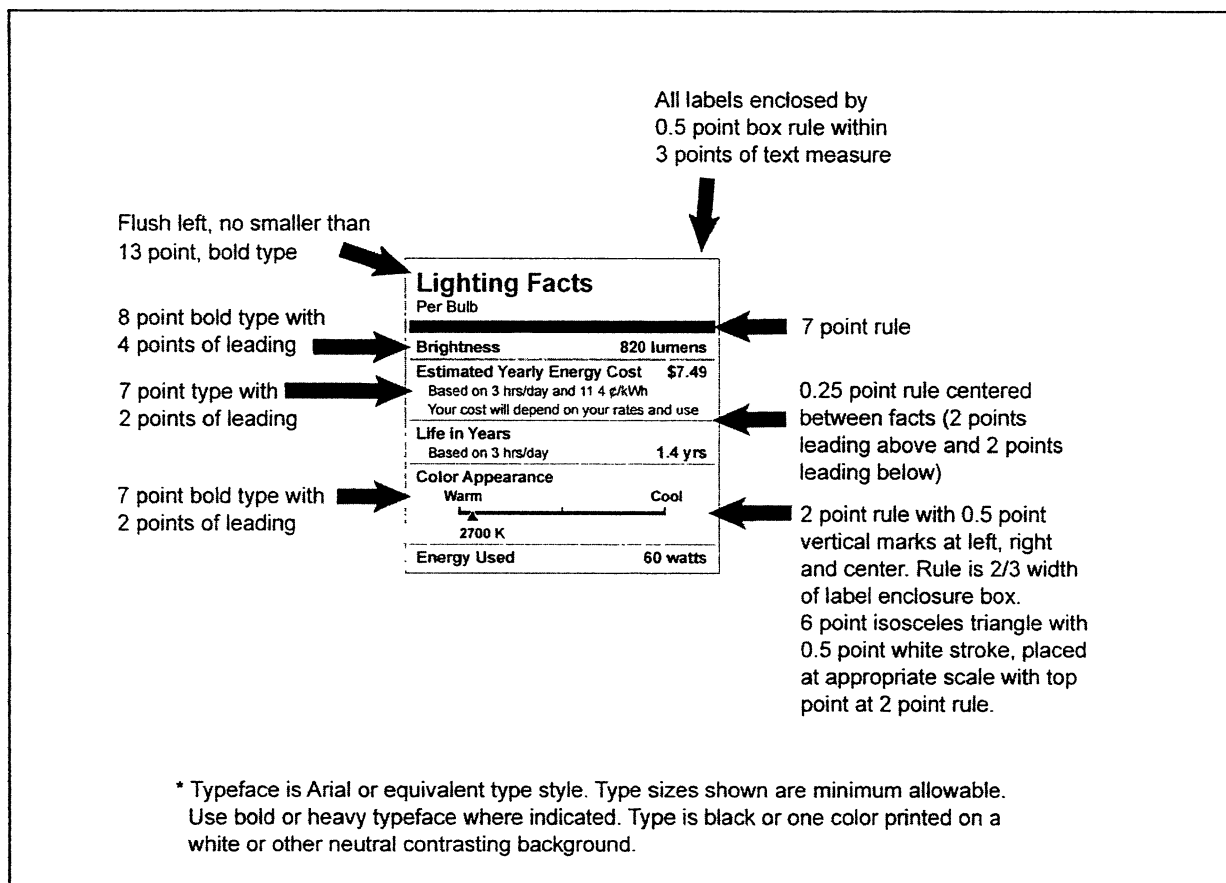 All labels enclosed by
0.5 point box rule within
3 points of text measure
Flush left, no smaller than
13 point, bold type
8 point bold type with
4 points of leading
7 point type with
2 points of leading
7 point bold type with
2 points of leading
Lighting Facts
Per Bulb
Brightness 820 lumens
Estimated Yearly Energy Cost $7.49
Based on 3 hrs/day and 11 4 ¢/kWh
Your cost will depend on your rates and use
Life in Years
Based on 3 hrs/day 1.4 yrs
Color Appearance
Warm Cool
2700 K
Energy Used 60 watts
7 point rule
0.25 point rule centered
between facts (2 points
leading above and 2 points
leading below)
2 point rule with 0.5 point
vertical marks at left, right
and center. Rule is 2/3 width
of label enclosure box.
6 point isosceles triangle with
0.5 point white stroke, placed
at appropriate scale with top
point at 2 point rule.
* Typeface is Arial or equivalent type style. Type sizes shown are minimum allowable.
Use bold or heavy typeface where indicated. Type is black or one color printed on a
white or other neutral contrasting background.